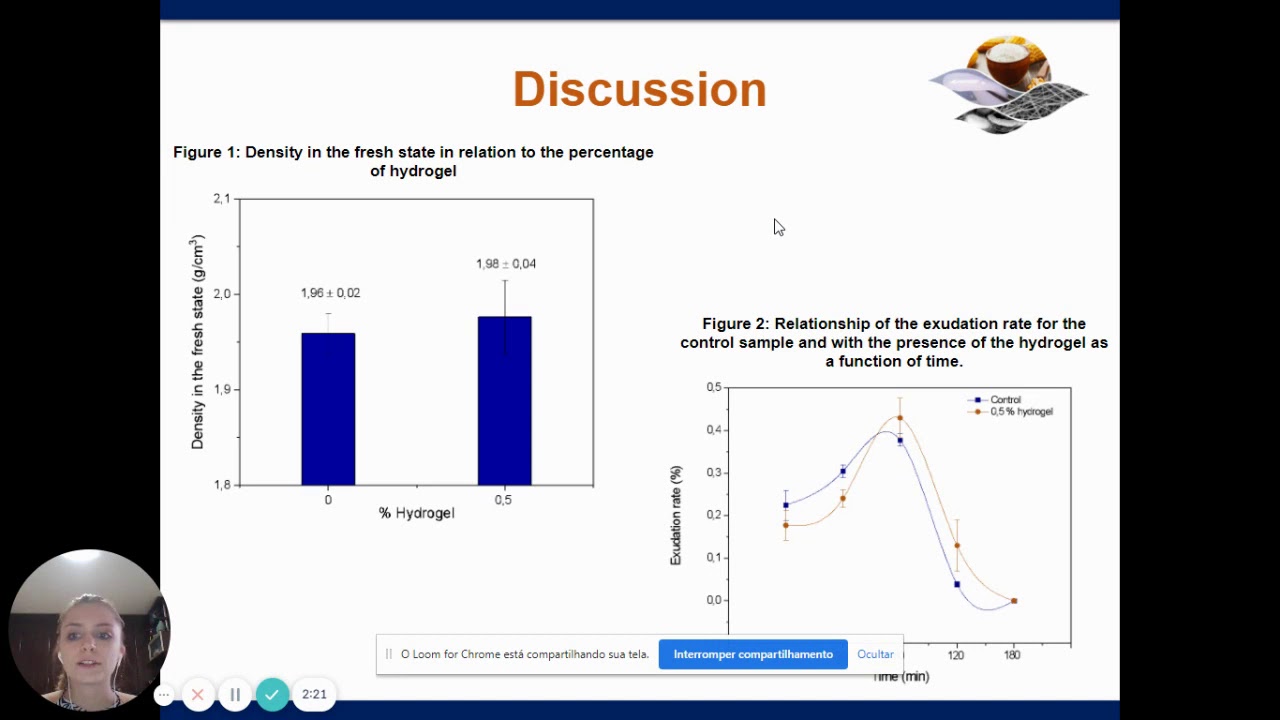 Discussion
Figure 1: Density in the fresh state in relation to the percentage
of hydrogel
2,1
2,0
1,9
1,8
Density in the fresh state (g/cm³)
1,96 ± 0,02
1,98 ± 0,04
0
0,5
% Hydrogel
Figure 2: Relationship of the exudation rate for the
control sample and with the presence of the hydrogel as
a function of time.
0,5
0,4
0,3
0,2
0,1
0,0
Exudation rate (%)
Control
0,5 % hydrogel
120
180
Time (min)
O Loom for Chrome está compartilhando sua tela.
Interromper compartilhamento
Ocultar
2:21